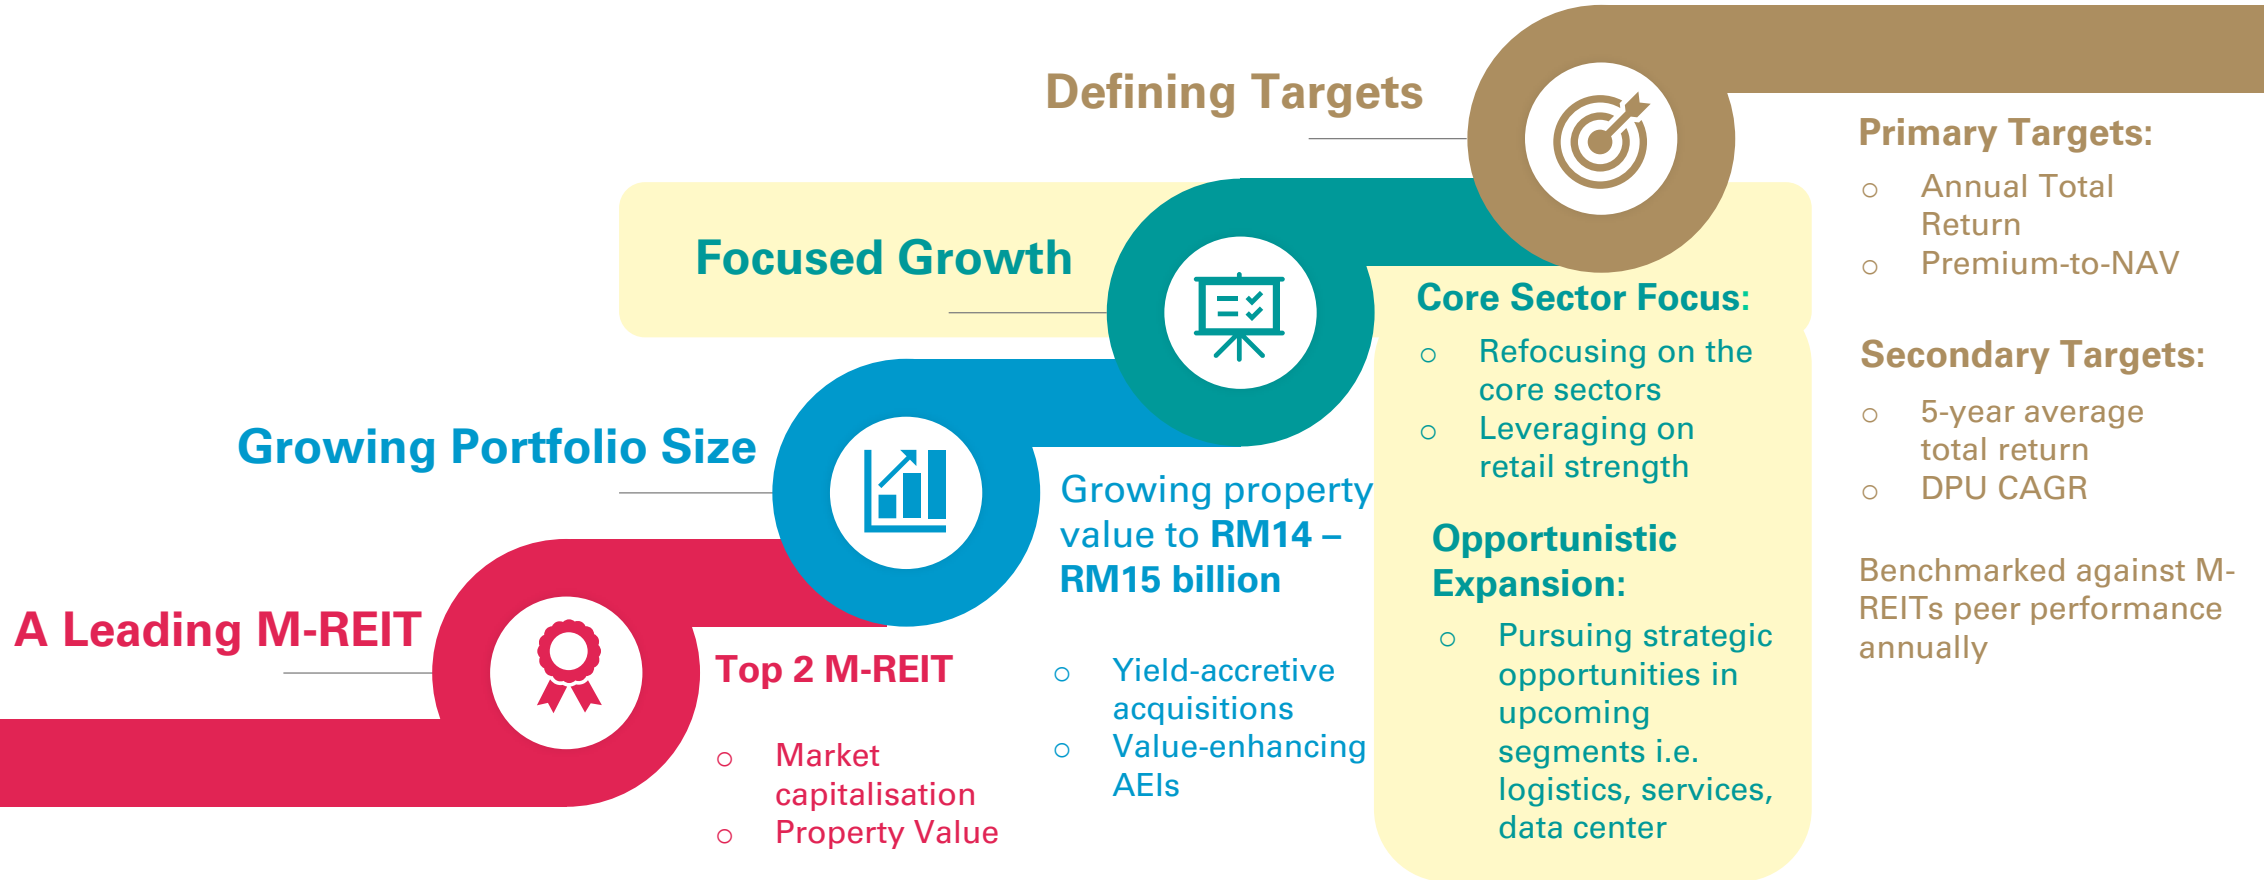 A Leading M-REIT
Top 2 M-REIT
○ Market
capitalisation
○ Property Value
Growing Portfolio Size
Growing property
value to RM14 –
RM15 billion
○ Yield-accretive
acquisitions
○ Value-enhancing
AEIs
Focused Growth
Core Sector Focus:
○ Refocusing on the
core sectors
○ Leveraging on
retail strength
Opportunistic
Expansion:
○ Pursuing strategic
opportunities in
upcoming
segments i.e.
logistics, services,
data center
Defining Targets
Primary Targets:
○ Annual Total
Return
○ Premium-to-NAV
Secondary Targets:
○ 5-year average
total return
○ DPU CAGR
Benchmarked against M-
REITs peer performance
annually